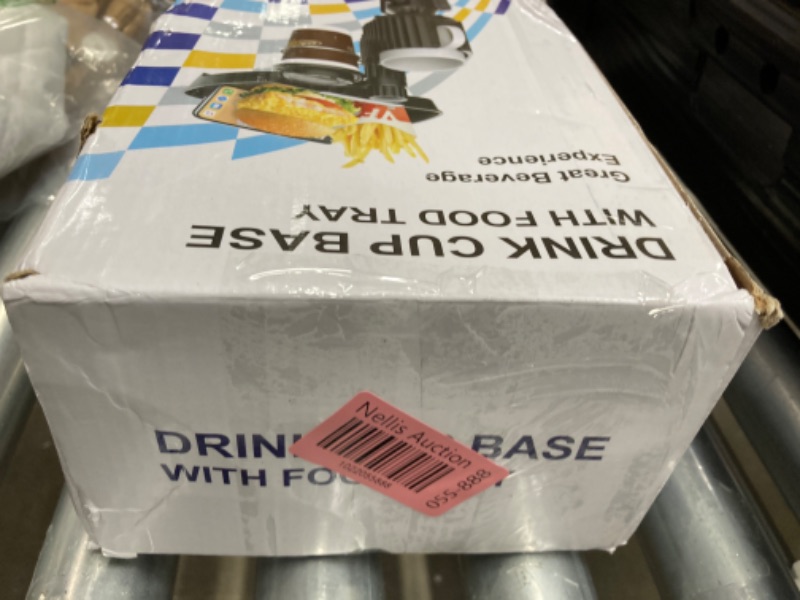 DRINK CUP BASE
WITH FOOD TRAY
Great Beverage
Experience
DRIN BASE
WITH FO
Nellis Auction
055-888